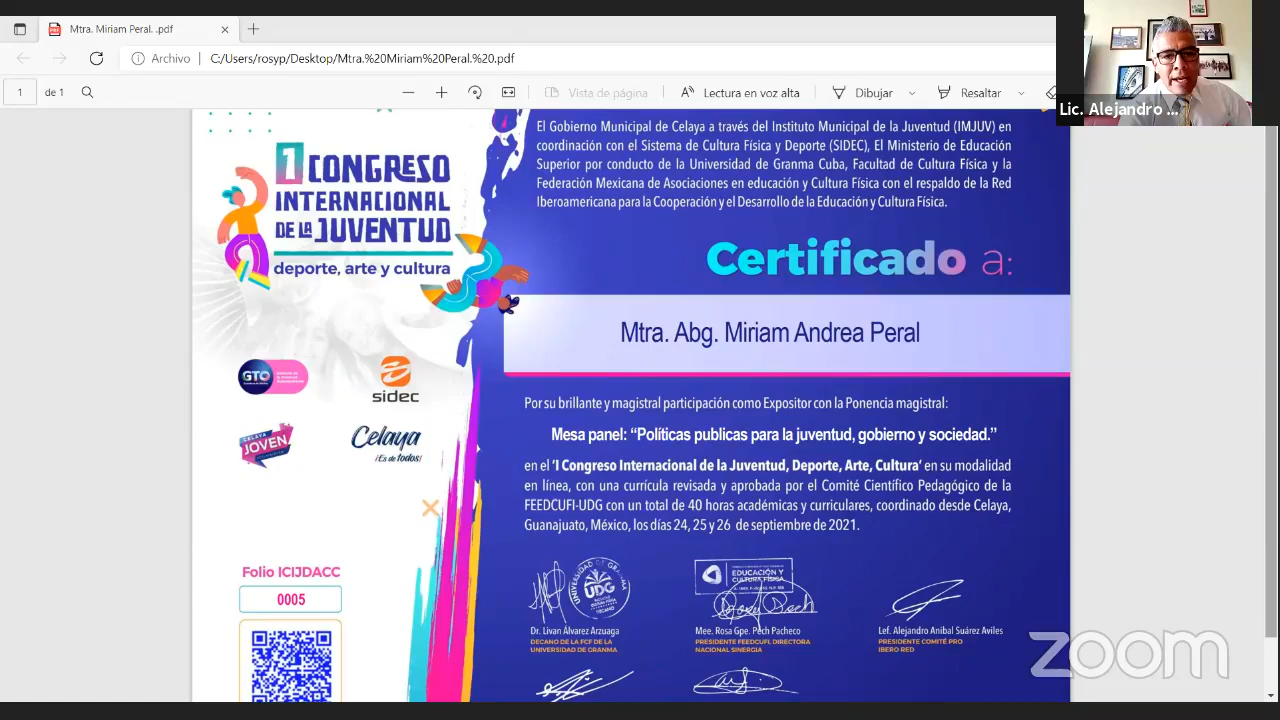 Mtra. Miriam Peral. .pdf
Archivo
C:/Users/rosyp/Desktop/Mtra.%20Miriam%20Peral.%20.pdf
1
de 1
Vista de página
Lectura en voz alta
Dibujar
Resaltar
Lic. Alejandro ...
El Gobierno Municipal de Celaya a través del Instituto Municipal de la Juventud (IMJUV) en
coordinación con el Sistema de Cultura Física y Deporte (SIDEC), El Ministerio de Educación
Superior por conducto de la Universidad de Granma Cuba, Facultad de Cultura Física y la
Federación Mexicana de Asociaciones en educación y Cultura Física con el respaldo de la Red
Iberoamericana para la Cooperación y el Desarrollo de la Educación y Cultura Física.
1 CONGRESO
INTERNACIONAL
DE LA JUVENTUD
deporte, arte y cultura
Certificado a:
Mtra. Abg. Miriam Andrea Peral
GTO
sidec
CELAYA
JOVEN
Celaya
¡Es de todos!
Por su brillante y magistral participación como Expositor con la Ponencia magistral:
Mesa panel: “Políticas publicas para la juventud, gobierno y sociedad.”
en el 'I Congreso Internacional de la Juventud, Deporte, Arte, Cultura' en su modalidad
en línea, con una currícula revisada y aprobada por el Comité Científico Pedagógico de la
FEEDCUFI-UDG con un total de 40 horas académicas y curriculares, coordinado desde Celaya,
Guanajuato, México, los días 24, 25 y 26 de septiembre de 2021.
Folio ICIJDACC
0005
UNIVERSIDAD DE GRANMA
UDG
EDUCACIÓN Y
CULTURA FÍSICA
Dr. Livan Álvarez Arzuaga
DECANO DE LA FCF DE LA
UNIVERSIDAD DE GRANMA
Mee. Rosa Gpe. Pech Pacheco
PRESIDENTE FEEDCUFI, DIRECTORA
NACIONAL SINERGIA
Lef. Alejandro Anibal Suárez Aviles
PRESIDENTE COMITÉ PRO
IBERO RED
zoom